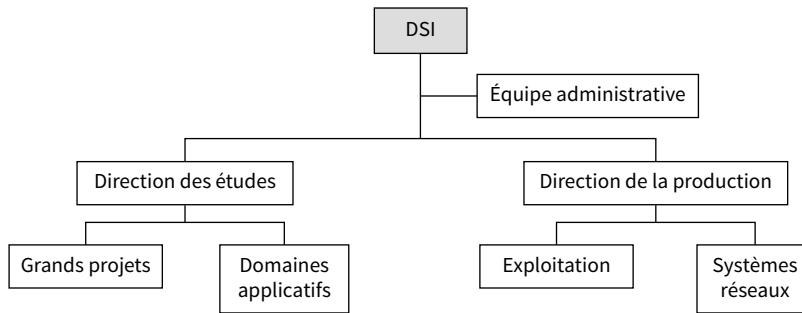 DSI
Équipe administrative
Direction des études
Direction de la production
Grands projets
Domaines
applicatifs
Exploitation
Systèmes
réseaux